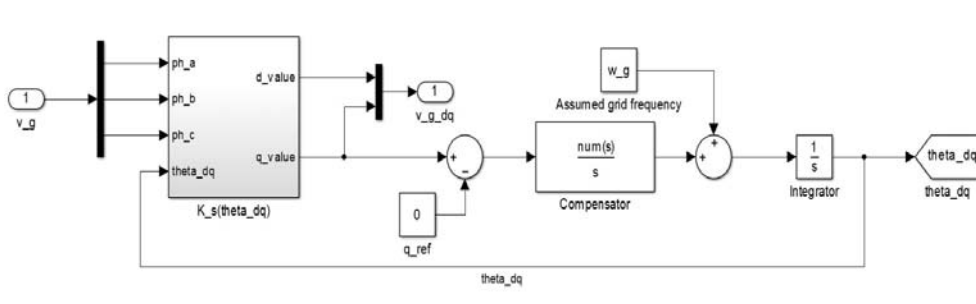 1
v_g
ph_a
ph_b
ph_c
theta_dq
d_value
q_value
K_s(theta_dq)
1
v_g_dq
+
−
0
q_ref
num(s)
s
Compensator
w_g
Assumed grid frequency
+
+
1
s
Integrator
theta_dq
theta_dq
theta_dq